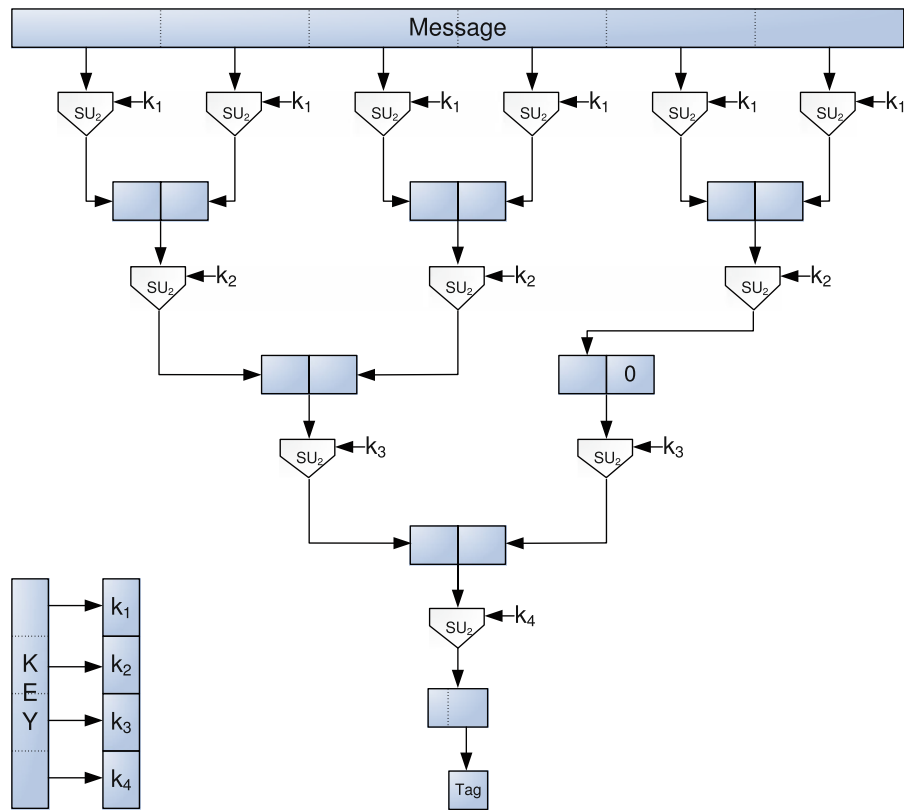 Message
SU₂ k₁ SU₂ k₁ SU₂ k₁ SU₂ k₁ SU₂ k₁ SU₂ k₁
SU₂ k₂ SU₂ k₂ SU₂ k₂
0
SU₂ k₃ SU₂ k₃
SU₂ k₄
Tag
KEY
k₁
k₂
k₃
k₄